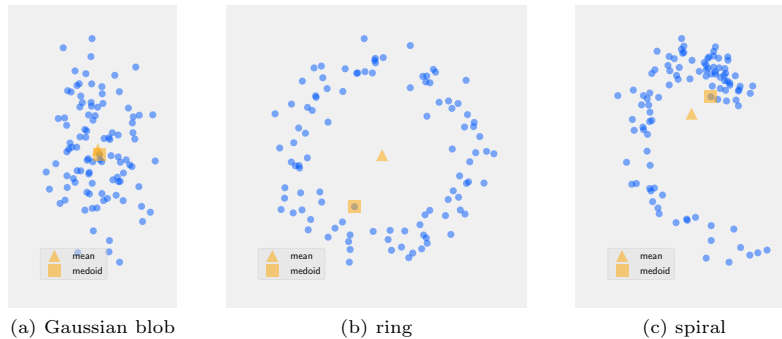 mean
medoid
mean
medoid
mean
medoid
(a) Gaussian blob
(b) ring
(c) spiral